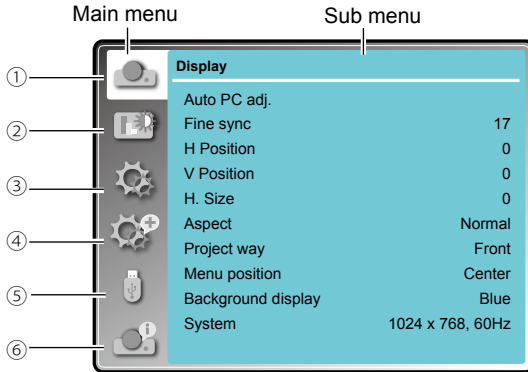 Main menu
Sub menu
①
②
③
④
⑤
⑥
Display
Auto PC adj.
Fine sync 17
H Position 0
V Position 0
H. Size 0
Aspect Normal
Project way Front
Menu position Center
Background display Blue
System 1024 x 768, 60Hz